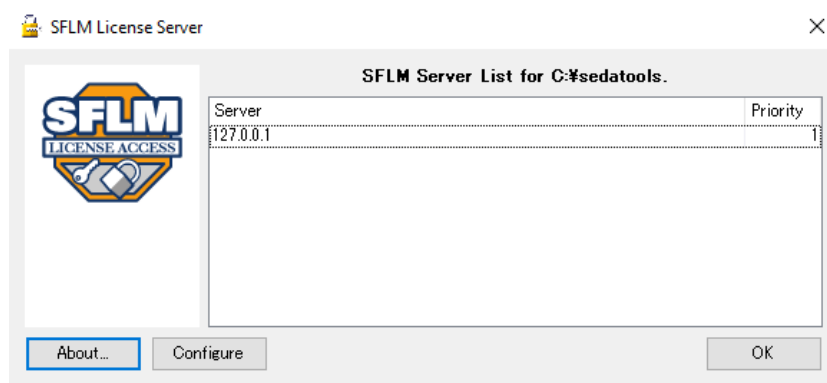 SFLM License Server
SFLM Server List for C:¥sedatools.
SFLM
LICENSE ACCESS
Server Priority
127.0.0.1 1
About... Configure OK